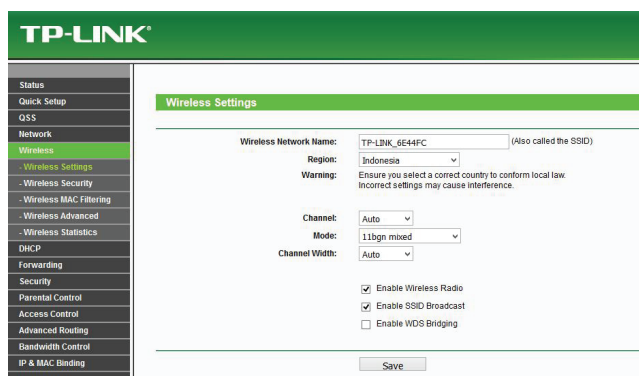 TP-LINK®
Status
Quick Setup
QSS
Network
Wireless
- Wireless Settings
- Wireless Security
- Wireless MAC Filtering
- Wireless Advanced
- Wireless Statistics
DHCP
Forwarding
Security
Parental Control
Access Control
Advanced Routing
Bandwidth Control
IP & MAC Binding
Wireless Settings
Wireless Network Name: TP-LINK_6E44FC (Also called the SSID)
Region: Indonesia
Warning: Ensure you select a correct country to conform local law.
Incorrect settings may cause interference.
Channel: Auto
Mode: 11bgn mixed
Channel Width: Auto
Enable Wireless Radio
Enable SSID Broadcast
Enable WDS Bridging
Save